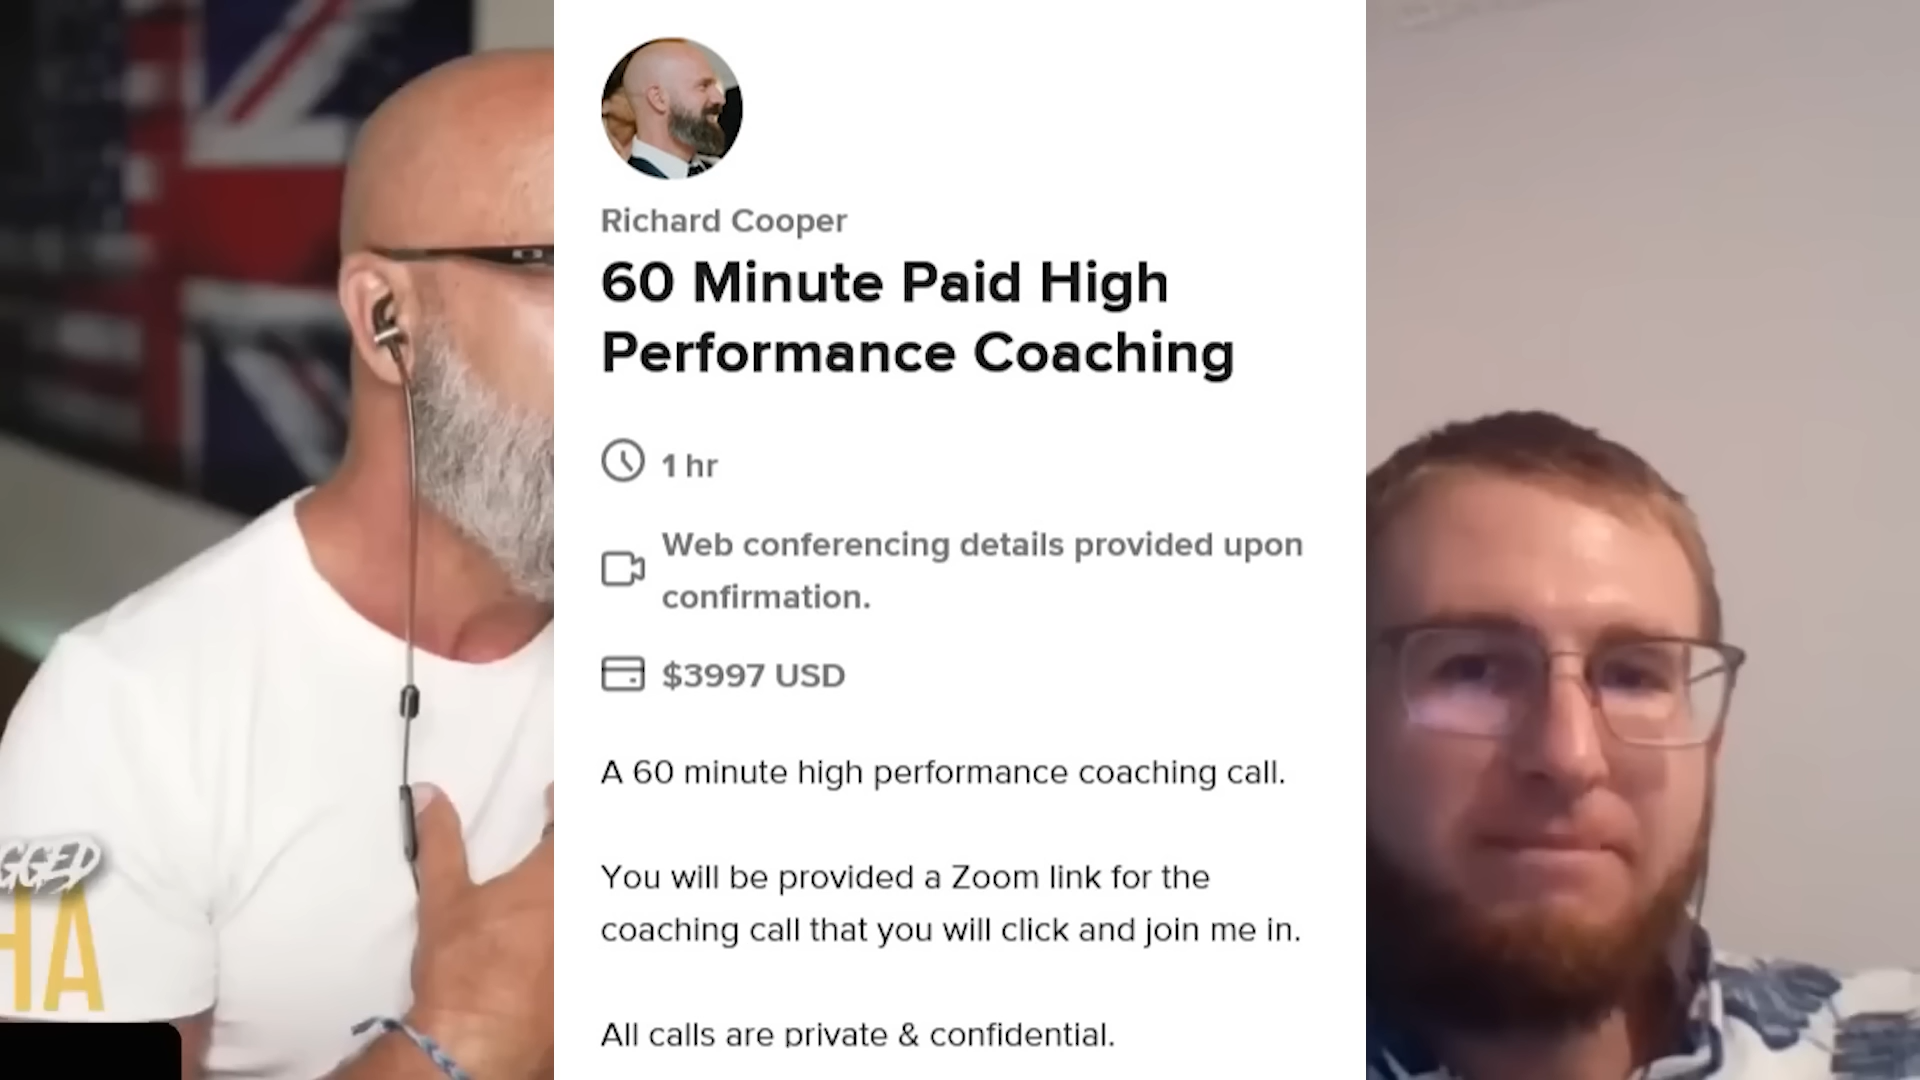 Richard Cooper
60 Minute Paid High
Performance Coaching
1 hr
Web conferencing details provided upon
confirmation.
$3997 USD
A 60 minute high performance coaching call.
You will be provided a Zoom link for the
coaching call that you will click and join me in.
All calls are private & confidential.
GGED
HA